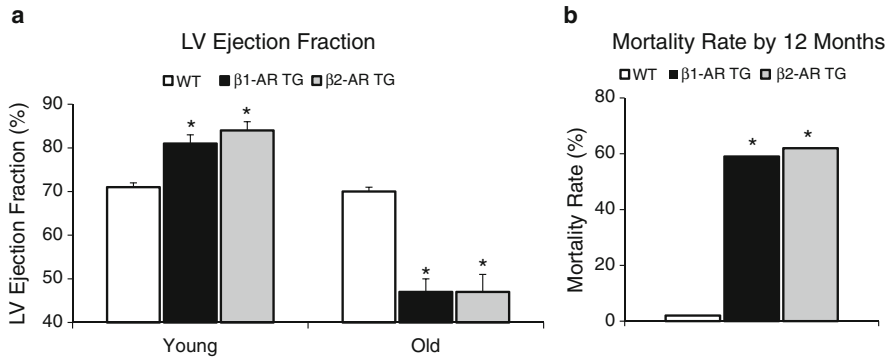 a
LV Ejection Fraction
WT β1-AR TG β2-AR TG
LV Ejection Fraction (%)
90
80
70
60
50
40
* *
* *
Young Old
b
Mortality Rate by 12 Months
WT β1-AR TG β2-AR TG
Mortality Rate (%)
80
60
40
20
0
* *